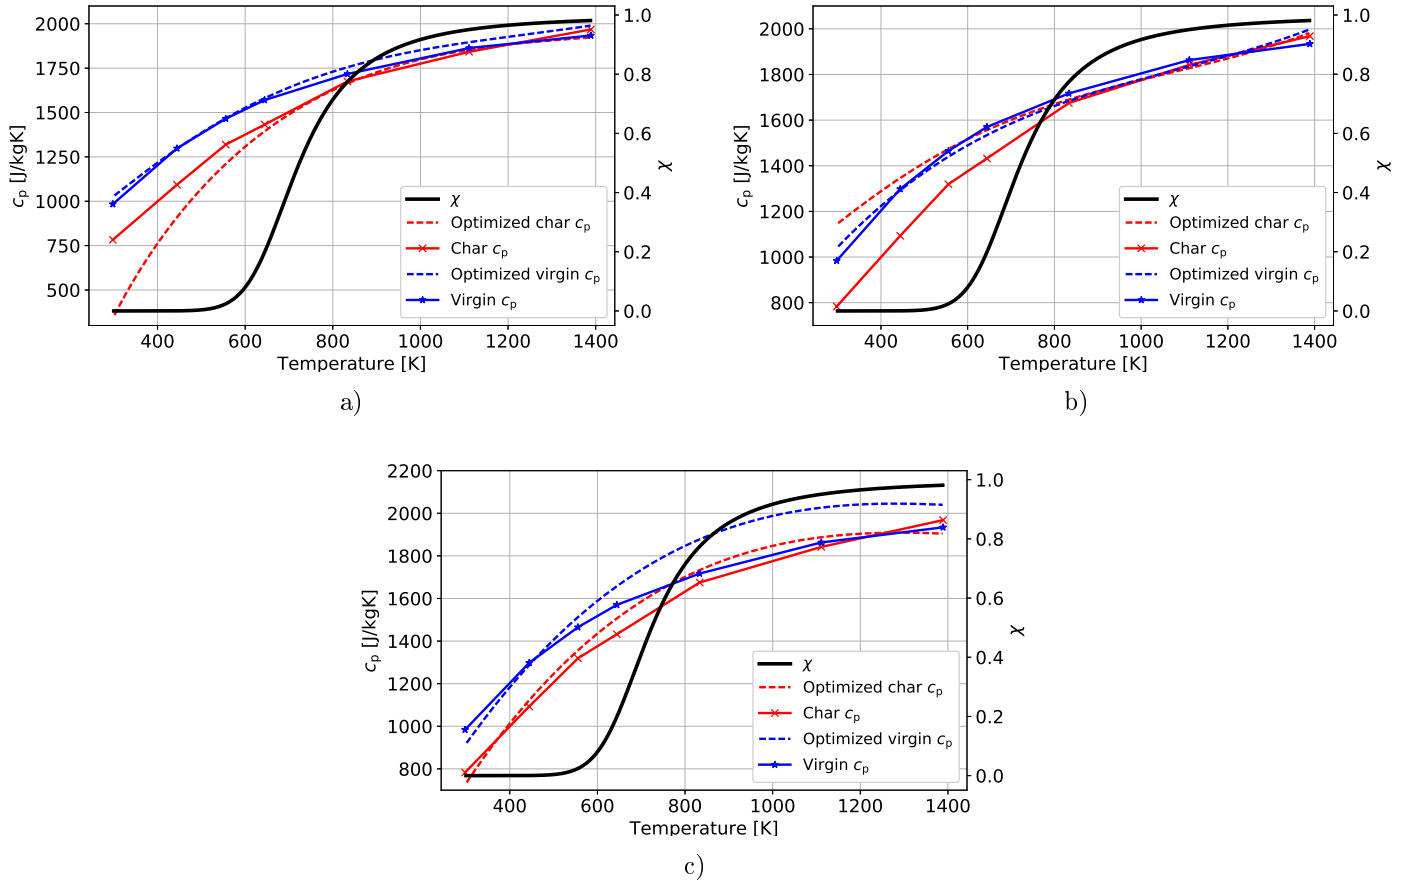 2000
1750
1500
1250
1000
750
500
c_p [J/kgK]
1.0
0.8
0.6
0.4
0.2
0.0
χ
χ
Optimized char c_p
Char c_p
Optimized virgin c_p
Virgin c_p
400 600 800 1000 1200 1400
Temperature [K]
a)
2000
1800
1600
1400
1200
1000
800
c_p [J/kgK]
1.0
0.8
0.6
0.4
0.2
0.0
χ
χ
Optimized char c_p
Char c_p
Optimized virgin c_p
Virgin c_p
400 600 800 1000 1200 1400
Temperature [K]
b)
2200
2000
1800
1600
1400
1200
1000
800
c_p [J/kgK]
1.0
0.8
0.6
0.4
0.2
0.0
χ
χ
Optimized char c_p
Char c_p
Optimized virgin c_p
Virgin c_p
400 600 800 1000 1200 1400
Temperature [K]
c)